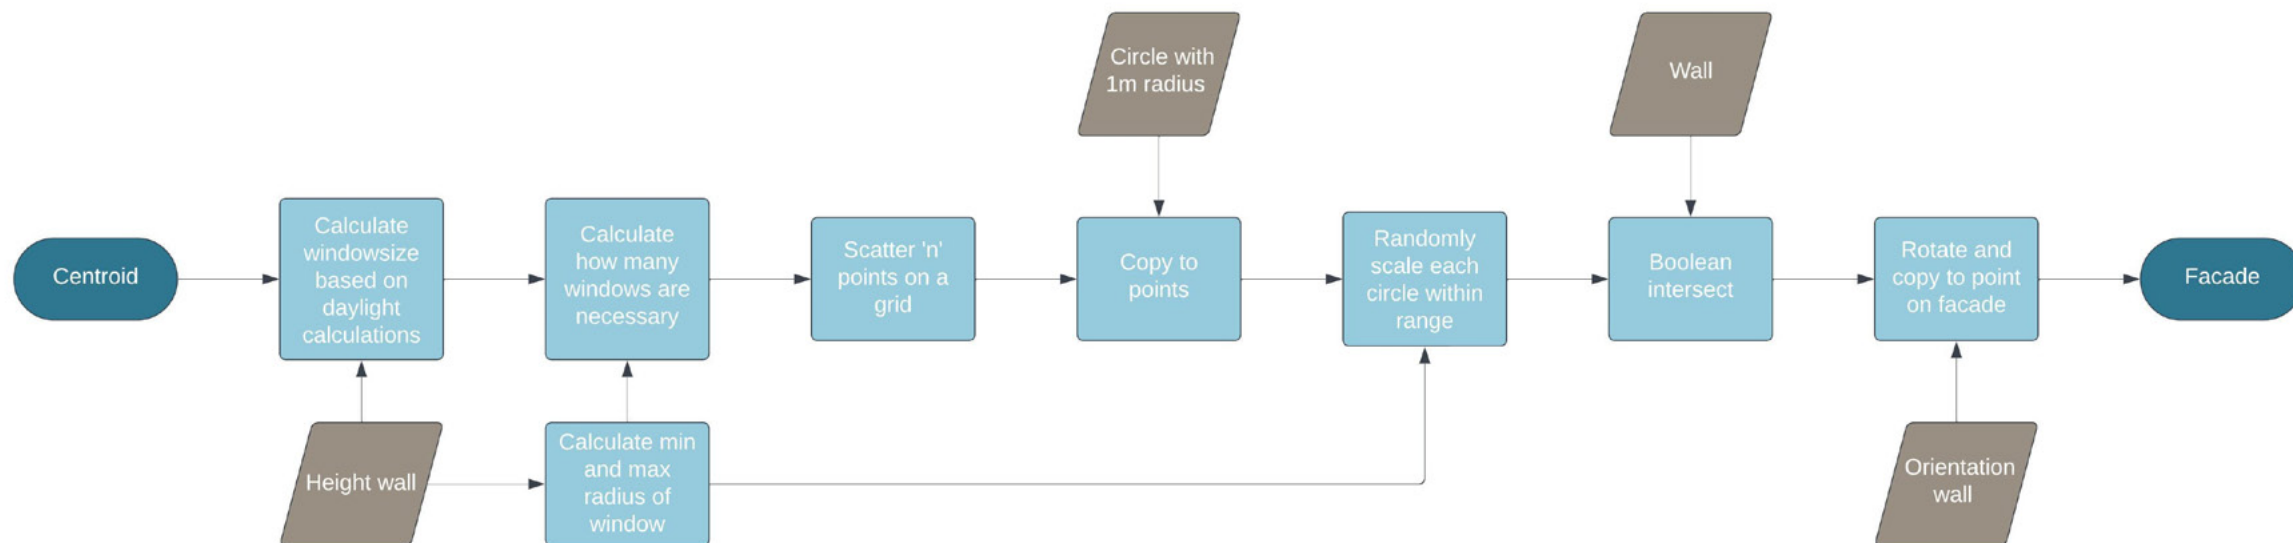 Circle with
1m radius
Wall
Centroid
Calculate
windowsize
based on
daylight
calculations
Calculate
how many
windows are
necessary
Scatter 'n'
points on a
grid
Copy to
points
Randomly
scale each
circle within
range
Boolean
intersect
Rotate and
copy to point
on facade
Facade
Height wall
Calculate min
and max
radius of
window
Orientation
wall